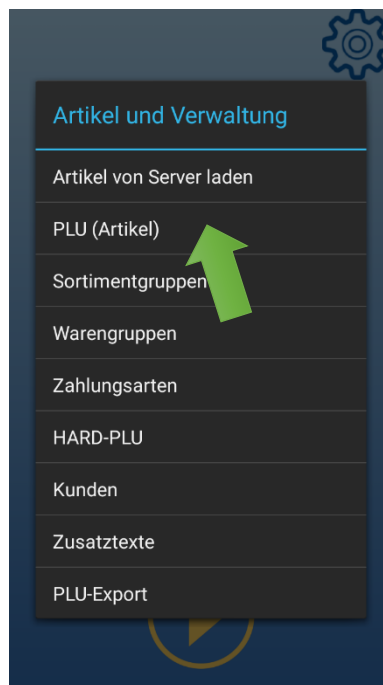 Artikel und Verwaltung
Artikel von Server laden
PLU (Artikel)
Sortimentgruppen
Warengruppen
Zahlungsarten
HARD-PLU
Kunden
Zusatztexte
PLU-Export